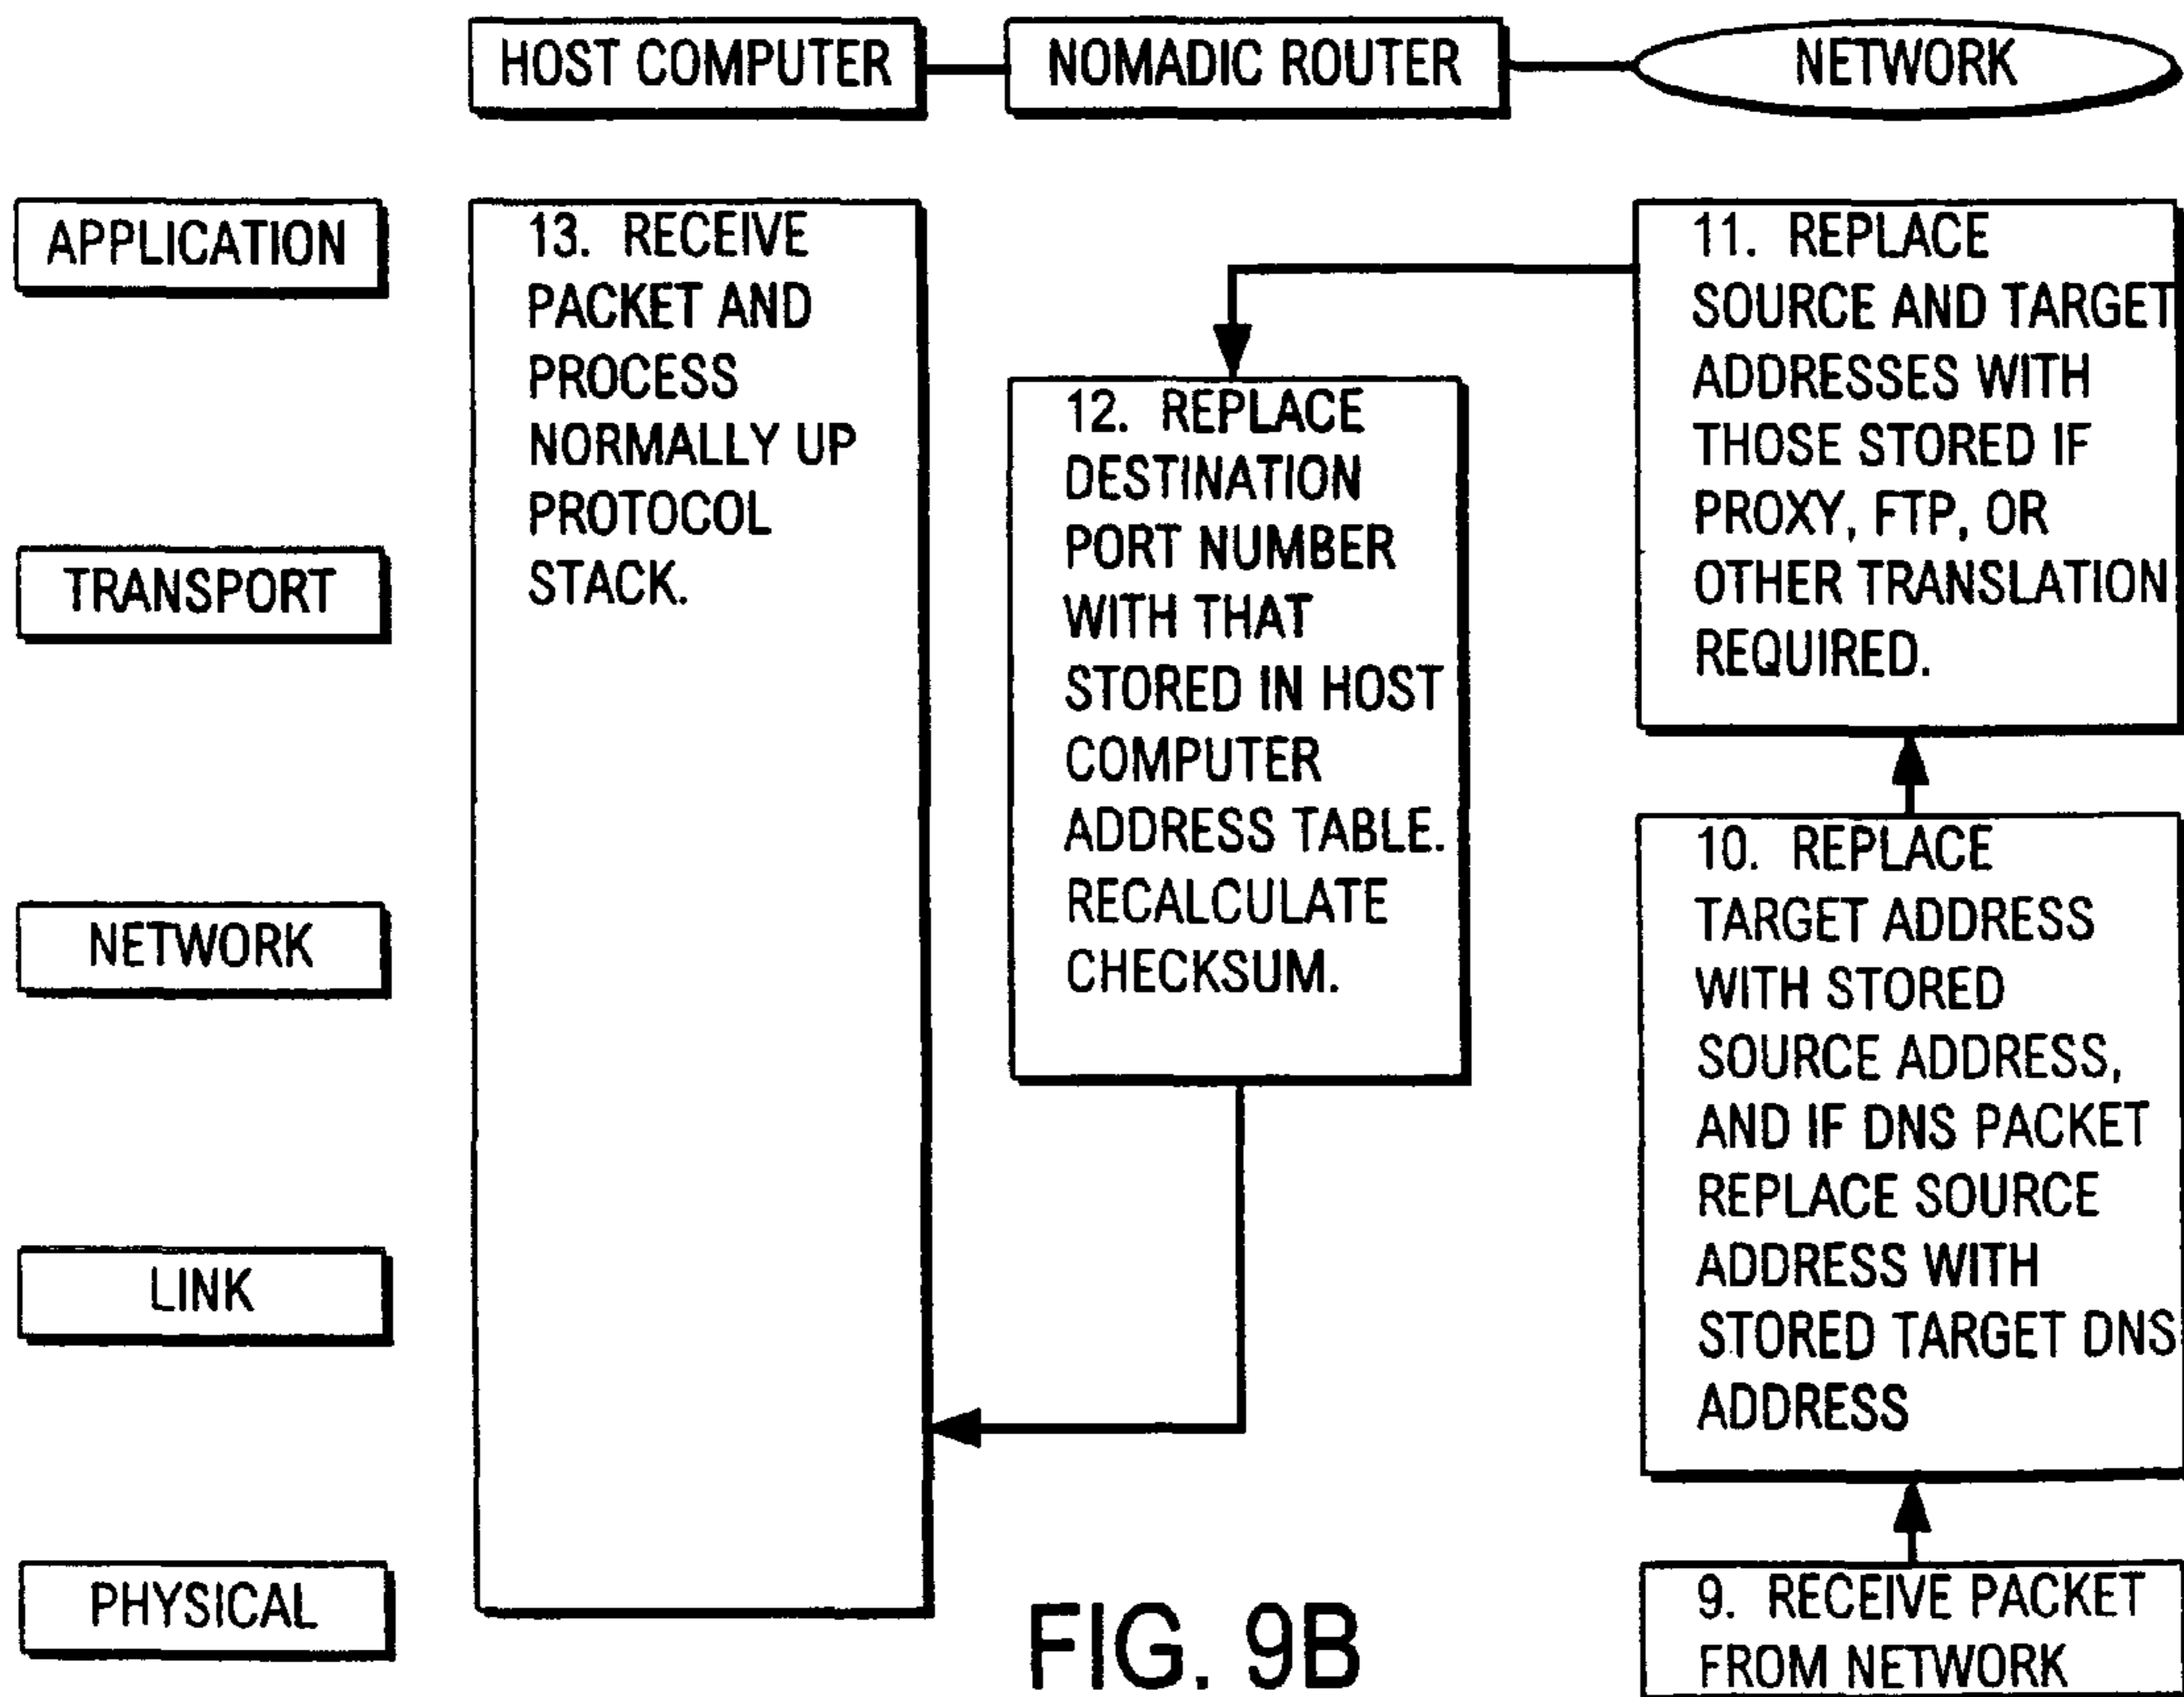 HOST COMPUTER
NOMADIC ROUTER
NETWORK
APPLICATION
TRANSPORT
NETWORK
LINK
PHYSICAL
13. RECEIVE
PACKET AND
PROCESS
NORMALLY UP
PROTOCOL
STACK.
12. REPLACE
DESTINATION
PORT NUMBER
WITH THAT
STORED IN HOST
COMPUTER
ADDRESS TABLE.
RECALCULATE
CHECKSUM.
11. REPLACE
SOURCE AND TARGET
ADDRESSES WITH
THOSE STORED IF
PROXY, FTP, OR
OTHER TRANSLATION
REQUIRED.
10. REPLACE
TARGET ADDRESS
WITH STORED
SOURCE ADDRESS,
AND IF DNS PACKET
REPLACE SOURCE
ADDRESS WITH
STORED TARGET DNS
ADDRESS
9. RECEIVE PACKET
FROM NETWORK
FIG. 9B